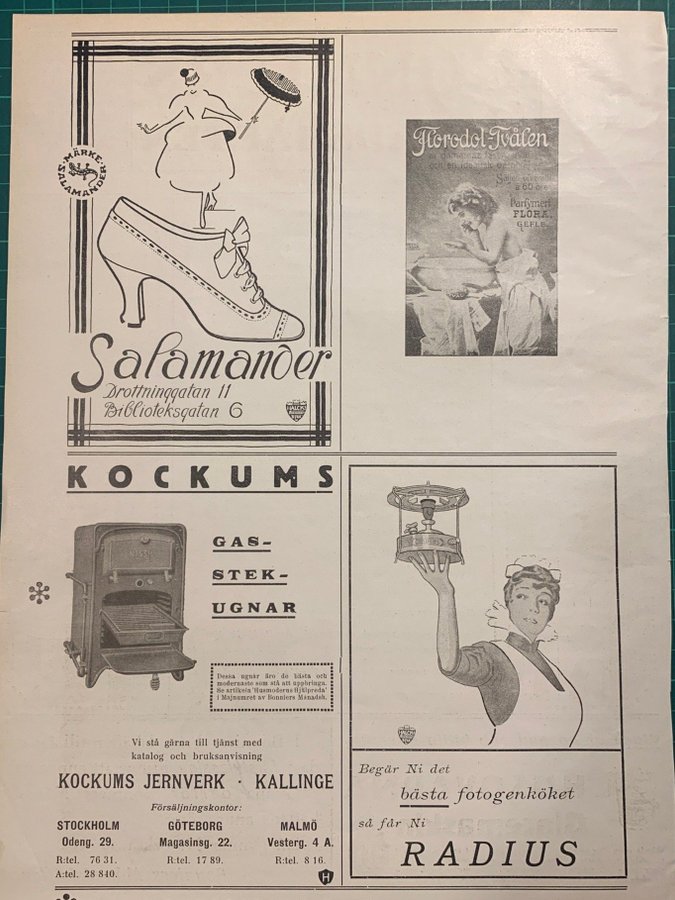 MÄRKE·R
SALAMANDER
Salamander
Drottninggatan 11
Biblioteksgatan 6
Florodol-Tvålen
Parfymeri
FLORA.
GEFLE.
KOCKUMS
GAS-
STEK-
UGNAR
Dessa ugnar äro de bästa och
modernaste som stå att uppbringa.
Se artikeln 'Husmoderns Hjälpreda'
i Majnumret av Bonniers Månadsh.
Vi stå gärna till tjänst med
katalog och bruksanvisning
KOCKUMS JERNVERK · KALLINGE
Försäljningskontor:
STOCKHOLM
Odeng. 29.
R:tel. 76 31.
A:tel. 28 840.
GÖTEBORG
Magasinsg. 22.
R:tel. 17 89.
MALMÖ
Vesterg. 4 A.
R:tel. 8 16.
H
Begär Ni det
bästa fotogenköket
så får Ni
RADIUS